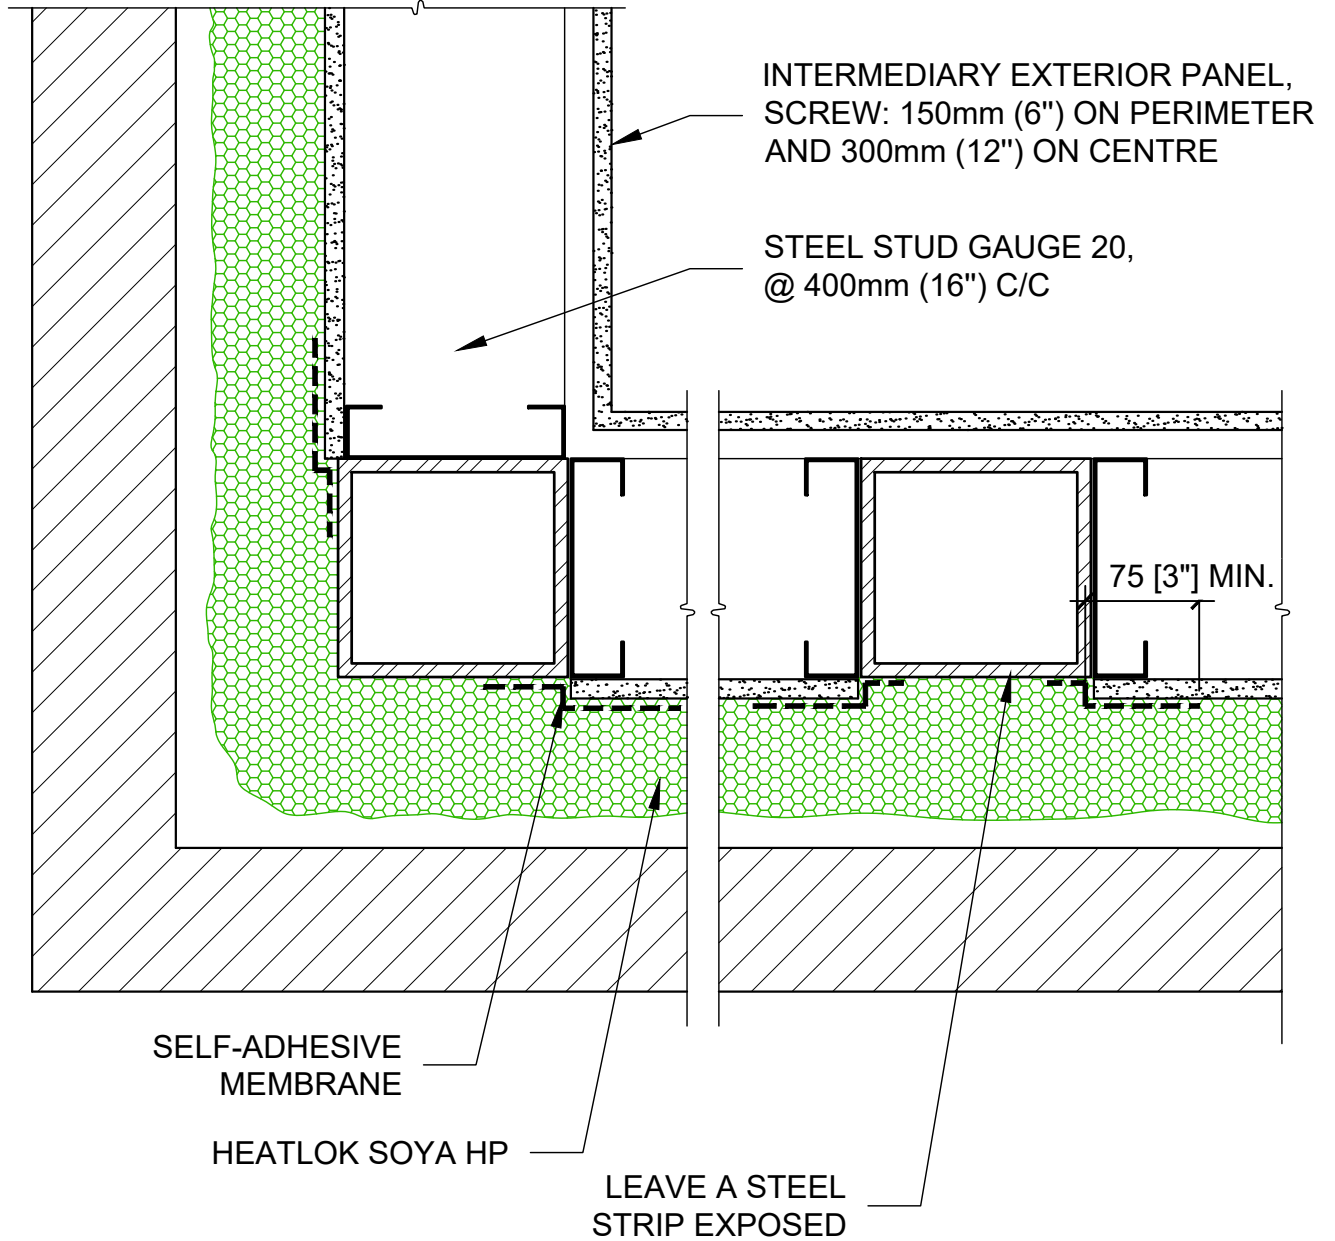 INTERMEDIARY EXTERIOR PANEL,
SCREW: 150mm (6") ON PERIMETER
AND 300mm (12") ON CENTRE
STEEL STUD GAUGE 20,
@ 400mm (16") C/C
75 [3"] MIN.
SELF-ADHESIVE
MEMBRANE
HEATLOK SOYA HP
LEAVE A STEEL
STRIP EXPOSED